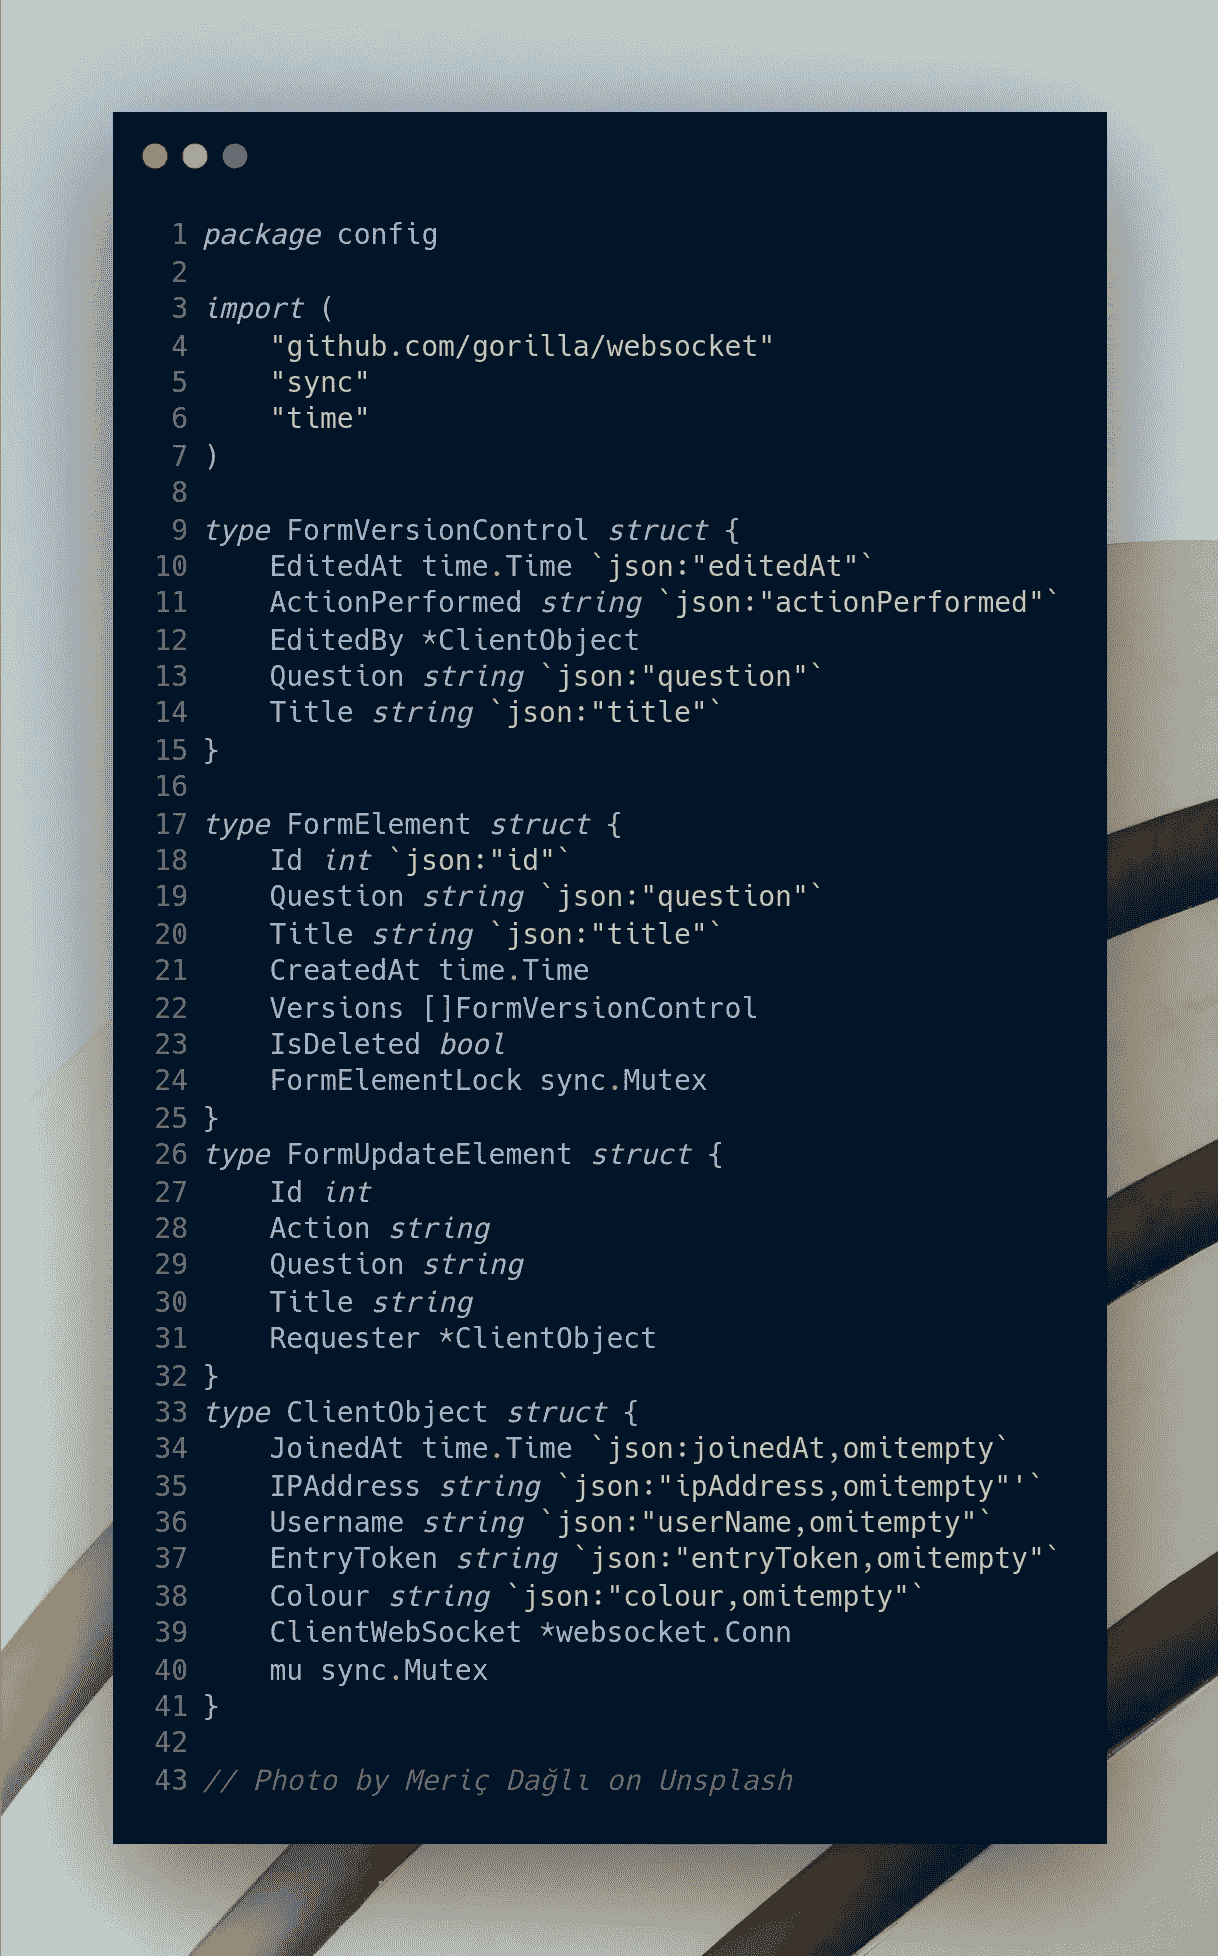 1 package config
2
3 import (
4     "github.com/gorilla/websocket"
5     "sync"
6     "time"
7 )
8
9 type FormVersionControl struct {
10     EditedAt time.Time `json:"editedAt"`
11     ActionPerformed string `json:"actionPerformed"`
12     EditedBy *ClientObject
13     Question string `json:"question"`
14     Title string `json:"title"`
15 }
16
17 type FormElement struct {
18     Id int `json:"id"`
19     Question string `json:"question"`
20     Title string `json:"title"`
21     CreatedAt time.Time
22     Versions []FormVersionControl
23     IsDeleted bool
24     FormElementLock sync.Mutex
25 }
26 type FormUpdateElement struct {
27     Id int
28     Action string
29     Question string
30     Title string
31     Requester *ClientObject
32 }
33 type ClientObject struct {
34     JoinedAt time.Time `json:joinedAt,omitempty`
35     IPAddress string `json:"ipAddress,omitempty"'`
36     Username string `json:"userName,omitempty"`
37     EntryToken string `json:"entryToken,omitempty"`
38     Colour string `json:"colour,omitempty"`
39     ClientWebSocket *websocket.Conn
40     mu sync.Mutex
41 }
42
43 // Photo by Meriç Dağlı on Unsplash